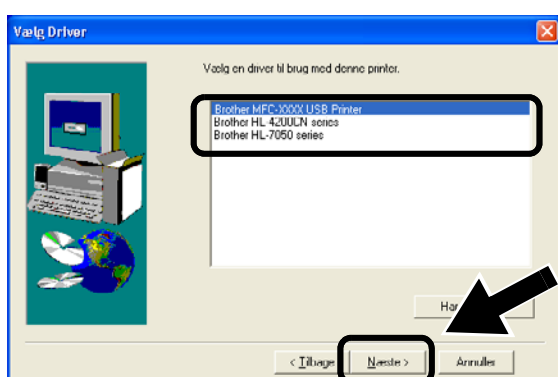 Vælg Driver
Vælg en driver til brug med denne printer.
Brother MFC-XXXX USB Printer
Brother HL 4200CN series
Brother HL-7050 series
Har
< Tilbage
Næste >
Annuller